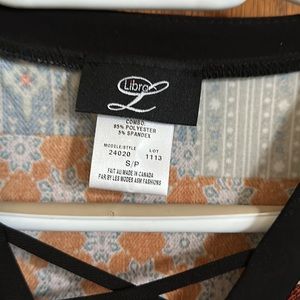 Libra
L
COMBO:
95% POLYESTER
5% SPANDEX
MODELE/STYLE LOT
24020 1113
S/P
FAIT AU MADE IN CANADA
PAR/BY LES MODES ASM FASHIONS